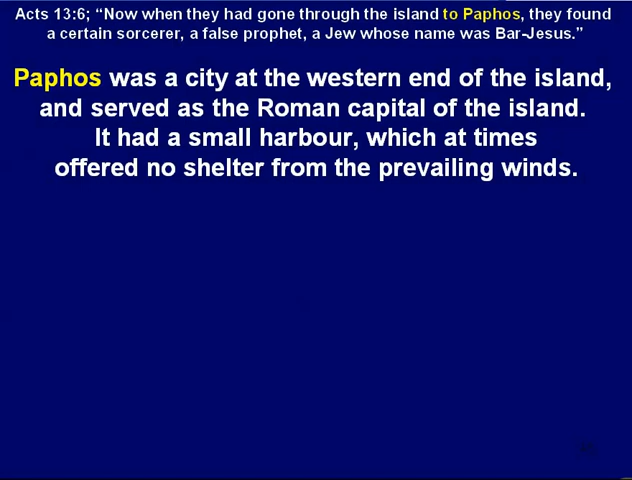 Acts 13:6; “Now when they had gone through the island to Paphos, they found
a certain sorcerer, a false prophet, a Jew whose name was Bar-Jesus.”
Paphos was a city at the western end of the island,
and served as the Roman capital of the island.
It had a small harbour, which at times
offered no shelter from the prevailing winds.